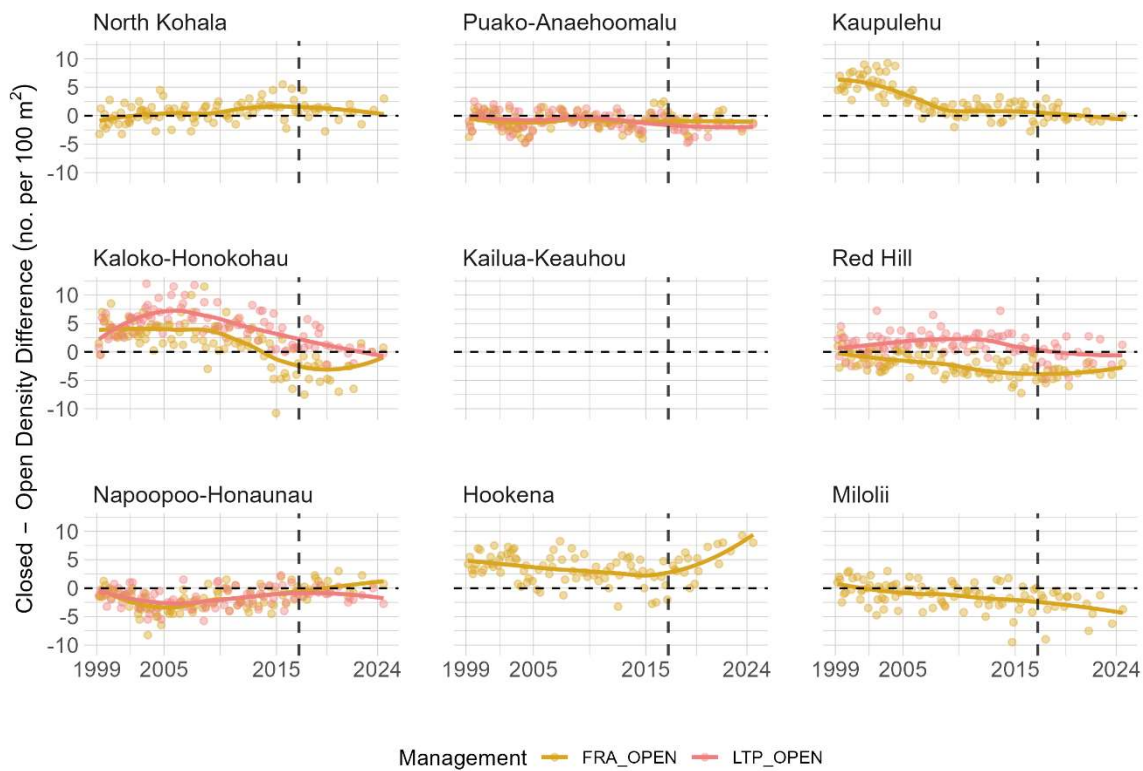 Closed − Open Density Difference (no. per 100 m²)
North Kohala
Puako-Anaehoomalu
Kaupulehu
10
5
0
-5
-10
Kaloko-Honokohau
Kailua-Keauhou
Red Hill
10
5
0
-5
-10
Napoopoo-Honaunau
Hookena
Milolii
10
5
0
-5
-10
1999 2005 2015 2024
1999 2005 2015 2024
1999 2005 2015 2024
Management FRA_OPEN LTP_OPEN